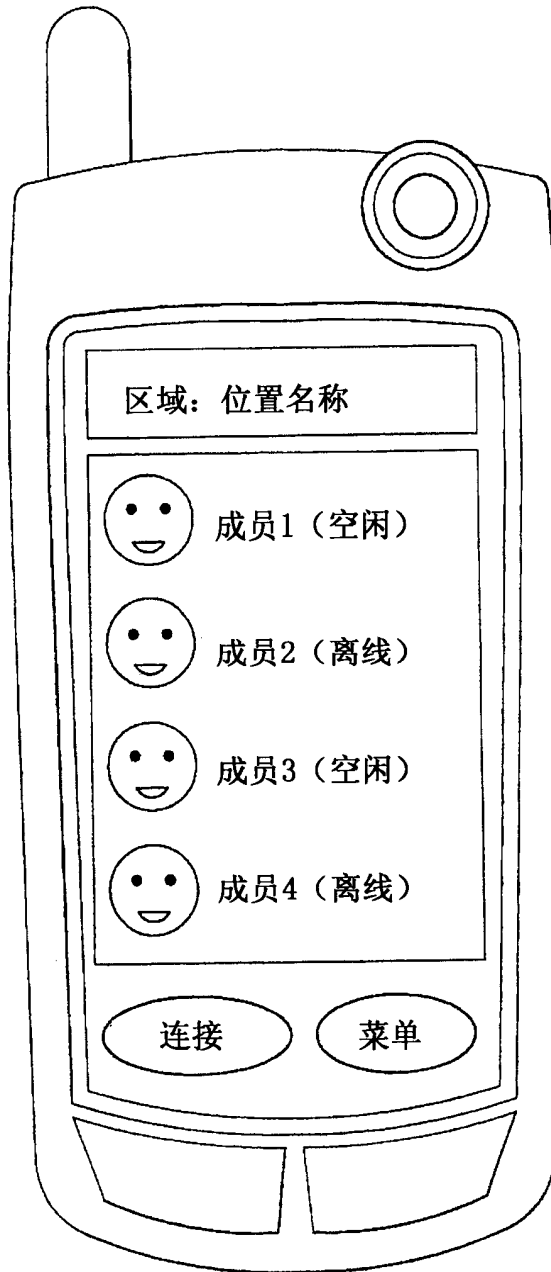 区域：位置名称
成员1（空闲）
成员2（离线）
成员3（空闲）
成员4（离线）
连接 菜单